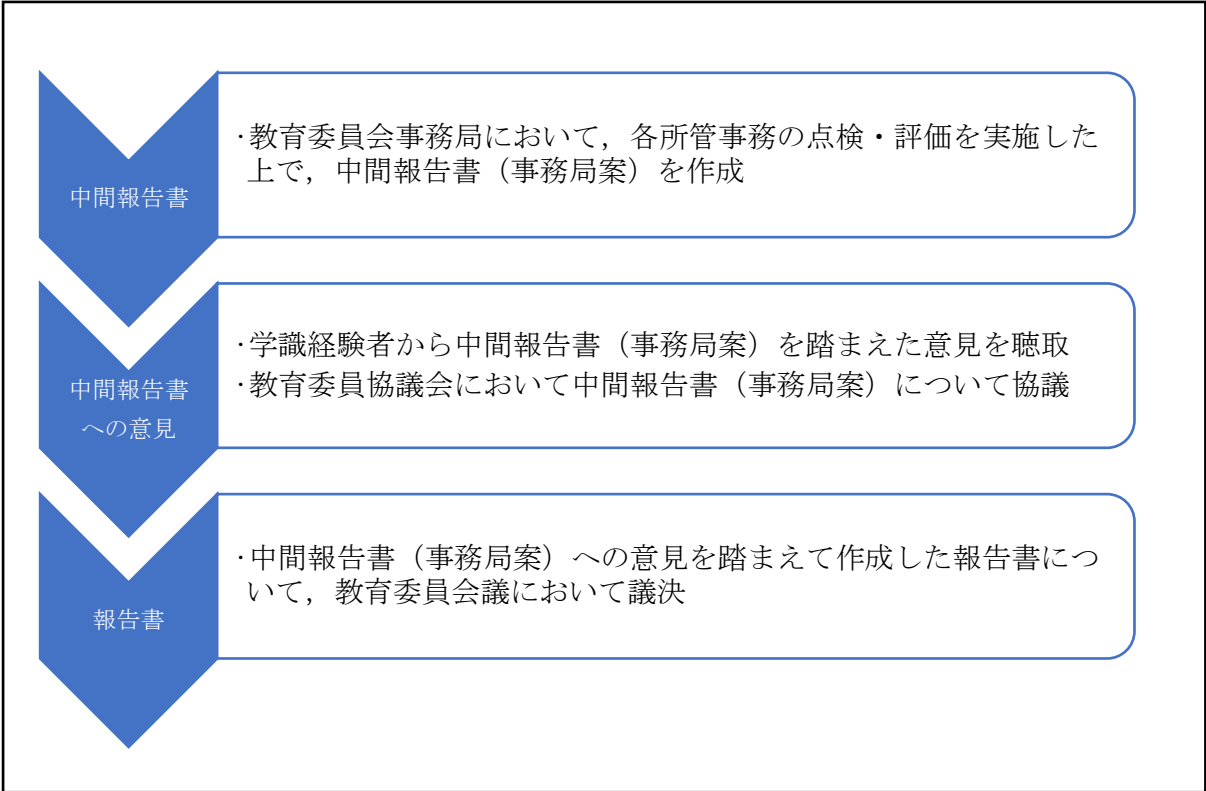 中間報告書
·教育委員会事務局において，各所管事務の点検・評価を実施した
上で，中間報告書（事務局案）を作成
中間報告書
への意見
·学識経験者から中間報告書（事務局案）を踏まえた意見を聴取
·教育委員協議会において中間報告書（事務局案）について協議
報告書
·中間報告書（事務局案）への意見を踏まえて作成した報告書につ
いて，教育委員会議において議決